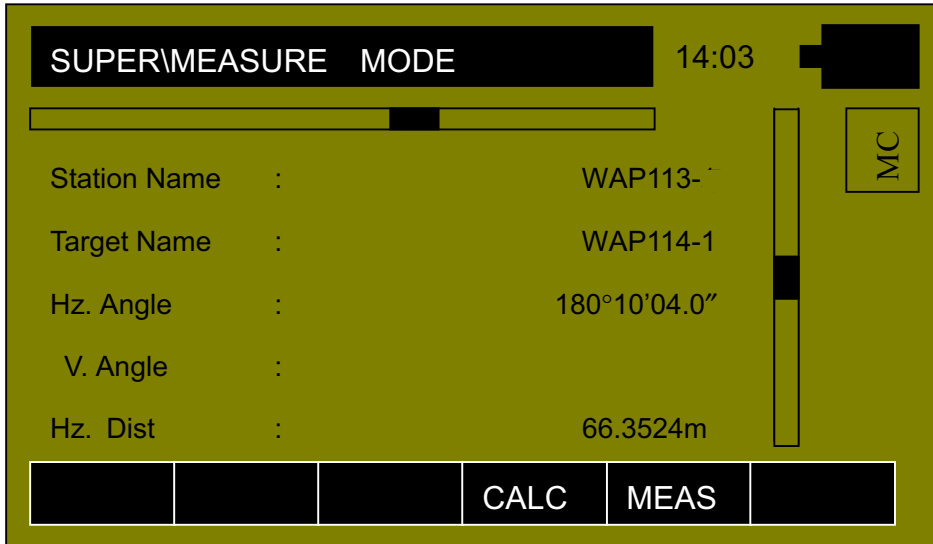 SUPER\MEASURE MODE 14:03
MC
Station Name : WAP113-
Target Name : WAP114-1
Hz. Angle : 180°10’04.0″
V. Angle :
Hz. Dist : 66.3524m
CALC MEAS